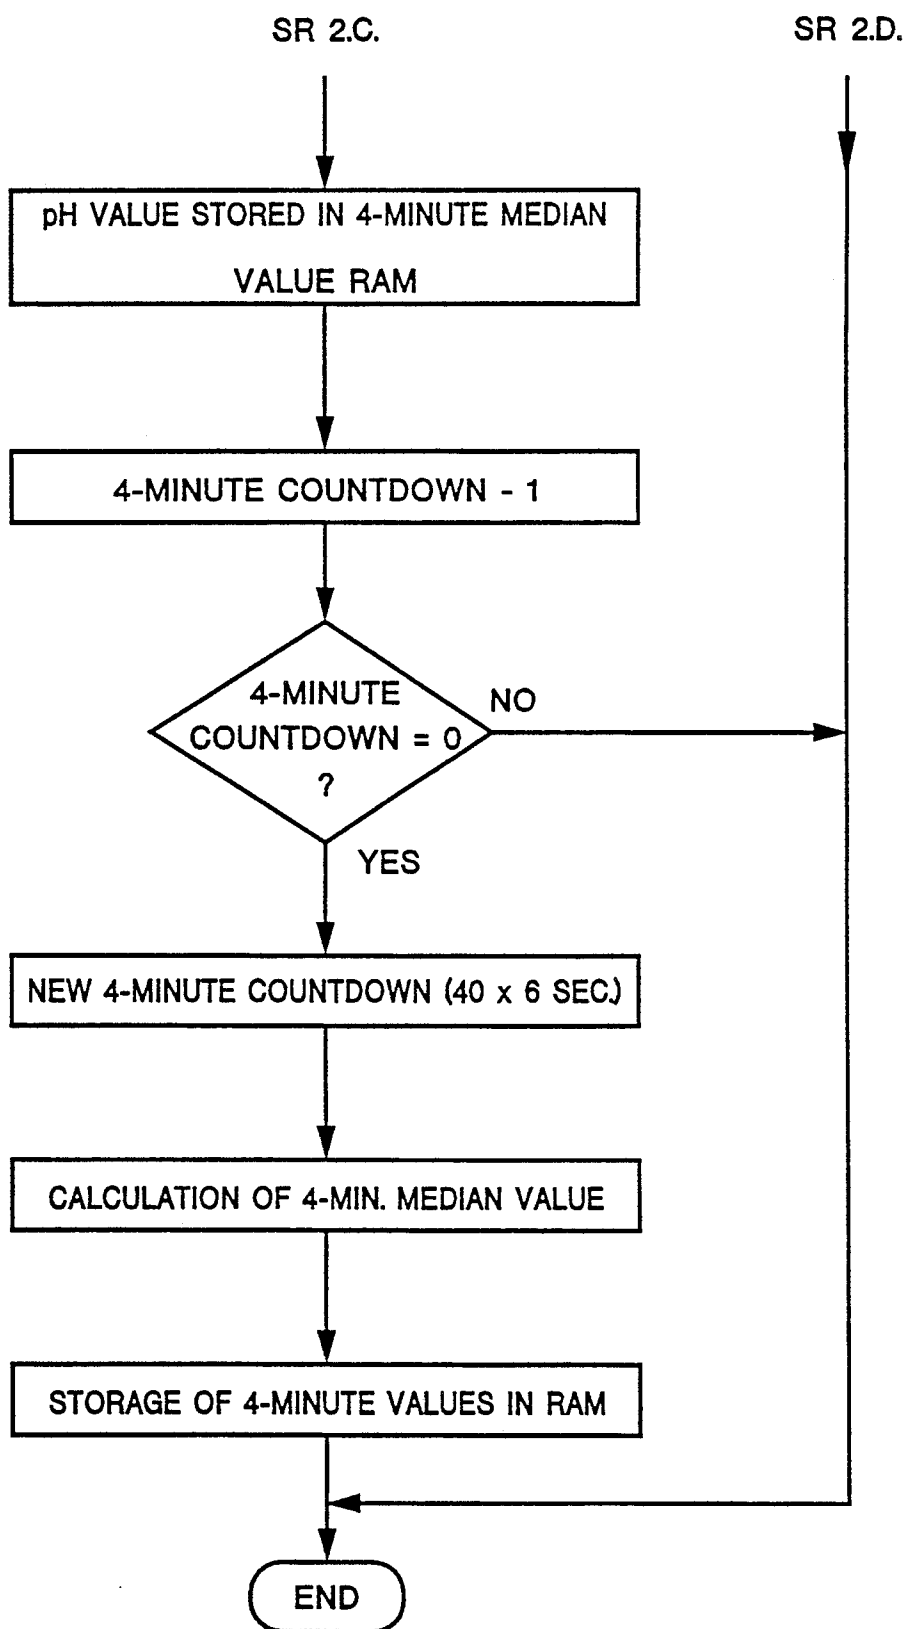 SR 2.C.
SR 2.D.
pH VALUE STORED IN 4-MINUTE MEDIAN
VALUE RAM
4-MINUTE COUNTDOWN - 1
4-MINUTE
COUNTDOWN = 0
?
NO
YES
NEW 4-MINUTE COUNTDOWN (40 x 6 SEC.)
CALCULATION OF 4-MIN. MEDIAN VALUE
STORAGE OF 4-MINUTE VALUES IN RAM
END